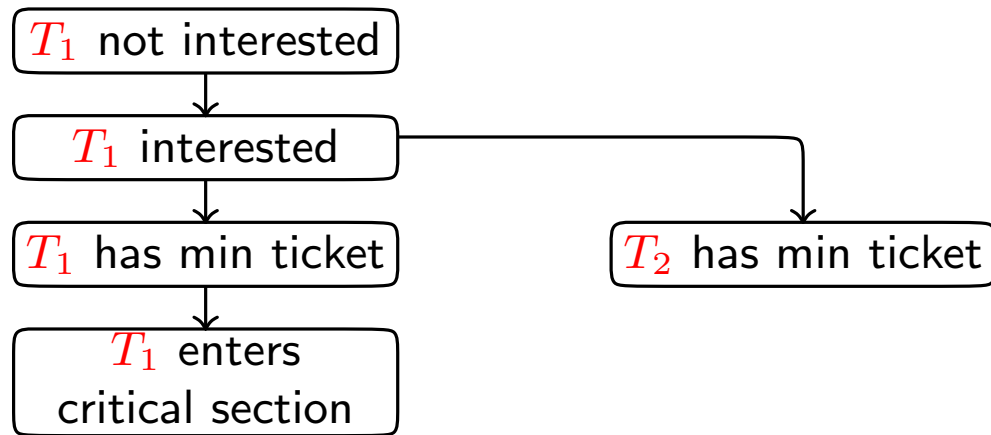 T₁ not interested
T₁ interested
T₁ has min ticket
T₂ has min ticket
T₁ enters
critical section